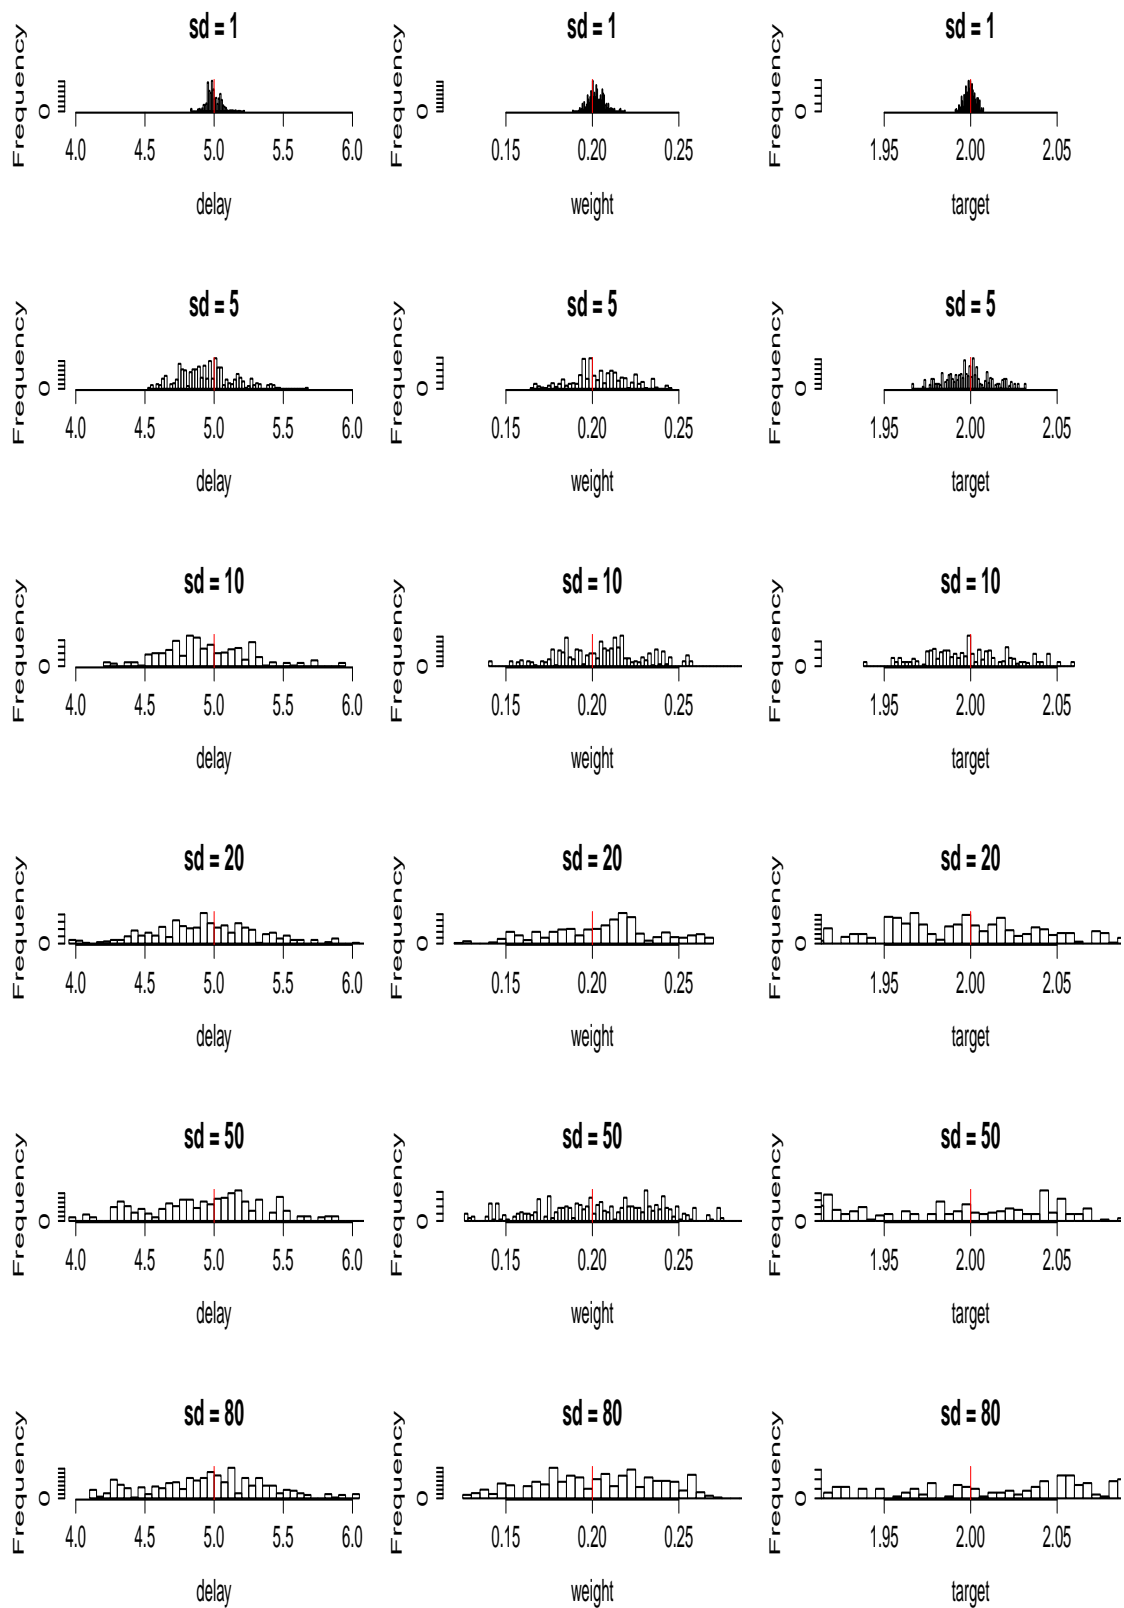 sd = 1 sd = 1 sd = 1
Frequency Frequency Frequency
0 0 0
4.0 4.5 5.0 5.5 6.0 0.15 0.20 0.25 1.95 2.00 2.05
delay weight target
sd = 5 sd = 5 sd = 5
Frequency Frequency Frequency
0 0 0
4.0 4.5 5.0 5.5 6.0 0.15 0.20 0.25 1.95 2.00 2.05
delay weight target
sd = 10 sd = 10 sd = 10
Frequency Frequency Frequency
0 0 0
4.0 4.5 5.0 5.5 6.0 0.15 0.20 0.25 1.95 2.00 2.05
delay weight target
sd = 20 sd = 20 sd = 20
Frequency Frequency Frequency
0 0 0
4.0 4.5 5.0 5.5 6.0 0.15 0.20 0.25 1.95 2.00 2.05
delay weight target
sd = 50 sd = 50 sd = 50
Frequency Frequency Frequency
0 0 0
4.0 4.5 5.0 5.5 6.0 0.15 0.20 0.25 1.95 2.00 2.05
delay weight target
sd = 80 sd = 80 sd = 80
Frequency Frequency Frequency
0 0 0
4.0 4.5 5.0 5.5 6.0 0.15 0.20 0.25 1.95 2.00 2.05
delay weight target